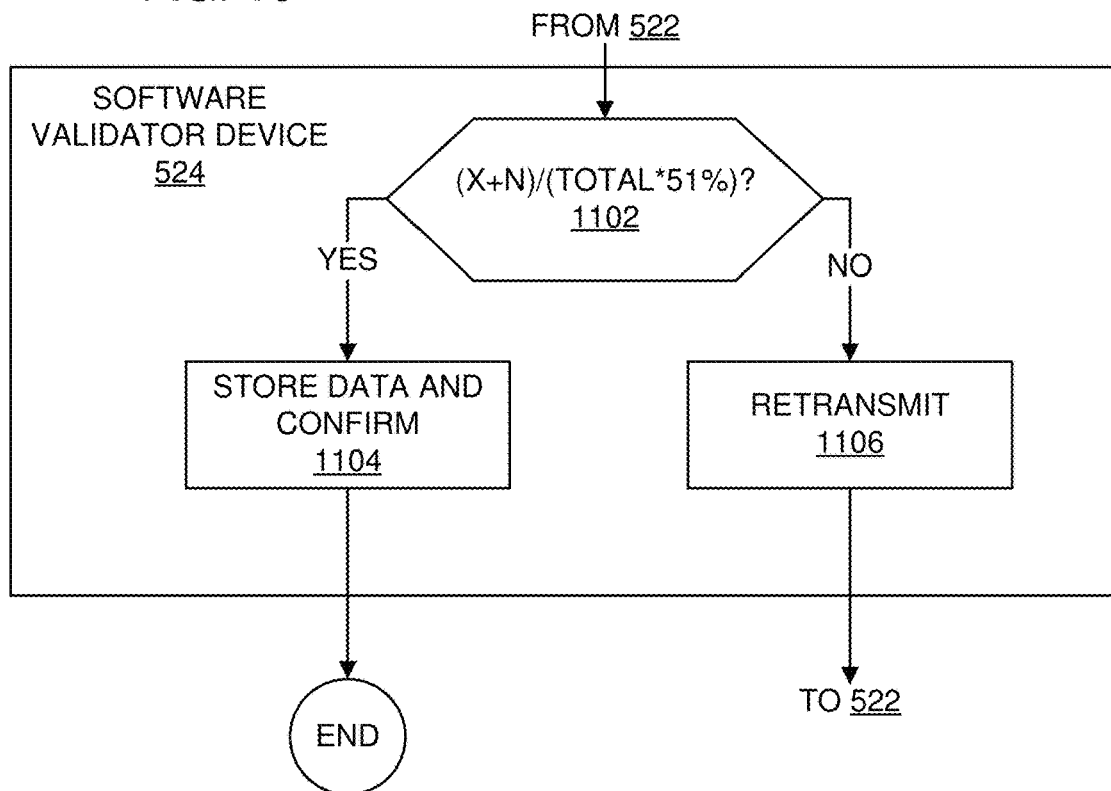 FROM 522
SOFTWARE
VALIDATOR DEVICE
524
(X+N)/(TOTAL*51%)?
1102
YES
NO
STORE DATA AND
CONFIRM
1104
RETRANSMIT
1106
TO 522
END